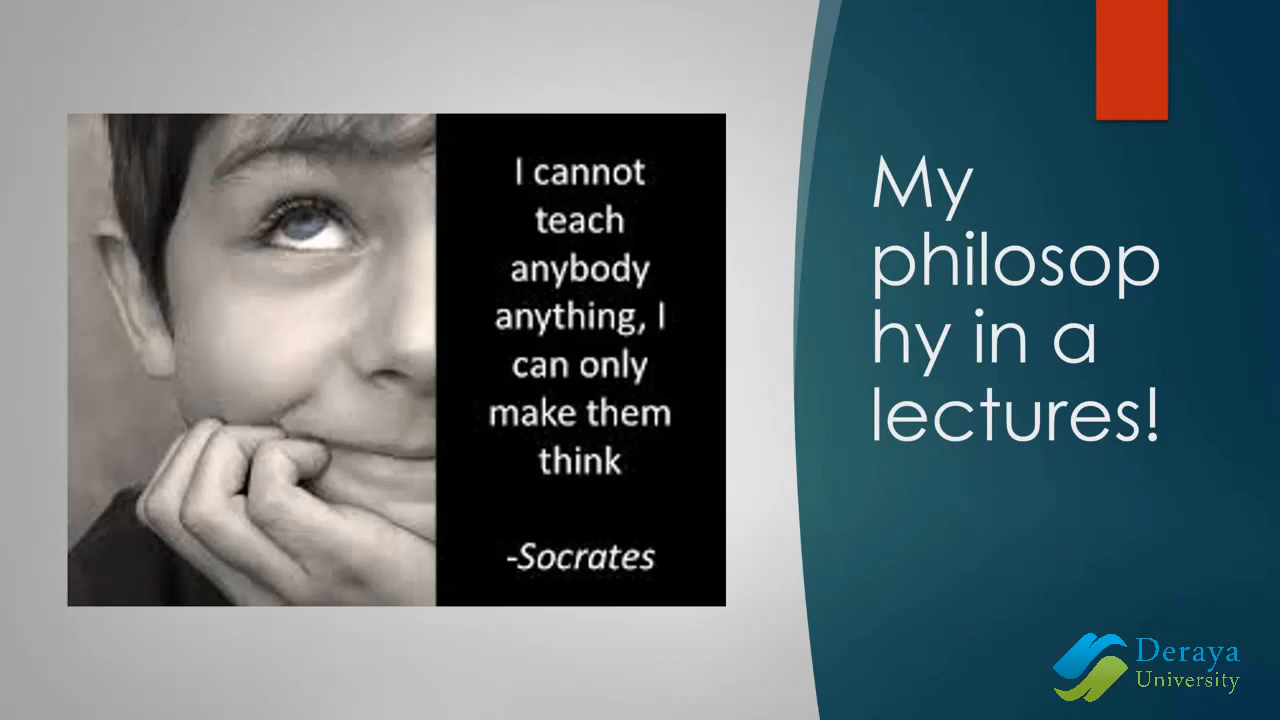 I cannot
teach
anybody
anything, I
can only
make them
think
-Socrates
My
philosop
hy in a
lectures!
Deraya
University